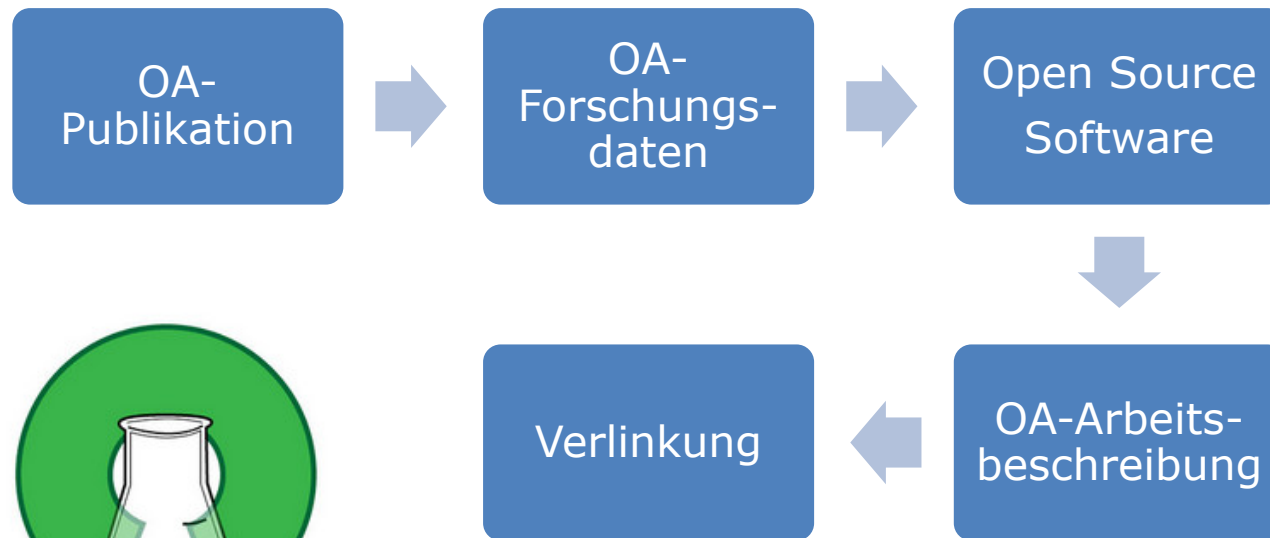 OA-
Publikation
OA-
Forschungs-
daten
Open Source
Software
OA-Arbeits-
beschreibung
Verlinkung